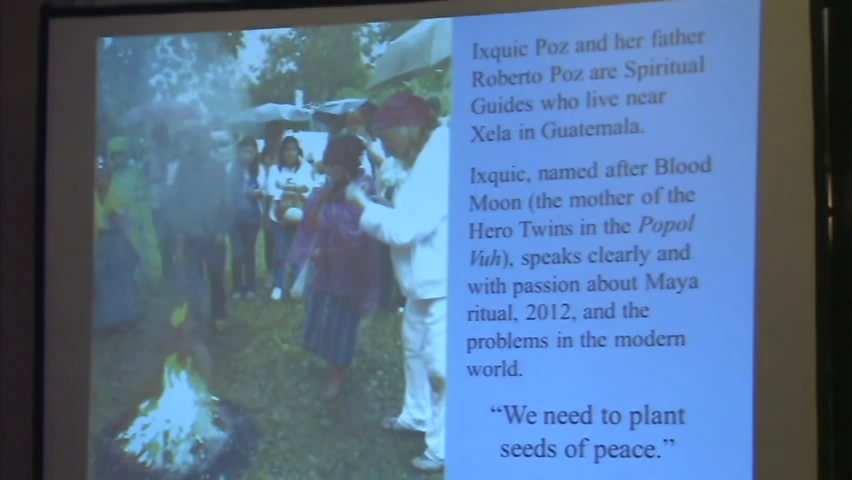 Ixquic Poz and her father
Roberto Poz are Spiritual
Guides who live near
Xela in Guatemala.
Ixquic, named after Blood
Moon (the mother of the
Hero Twins in the Popol
Vuh), speaks clearly and
with passion about Maya
ritual, 2012, and the
problems in the modern
world.
“We need to plant
seeds of peace.”